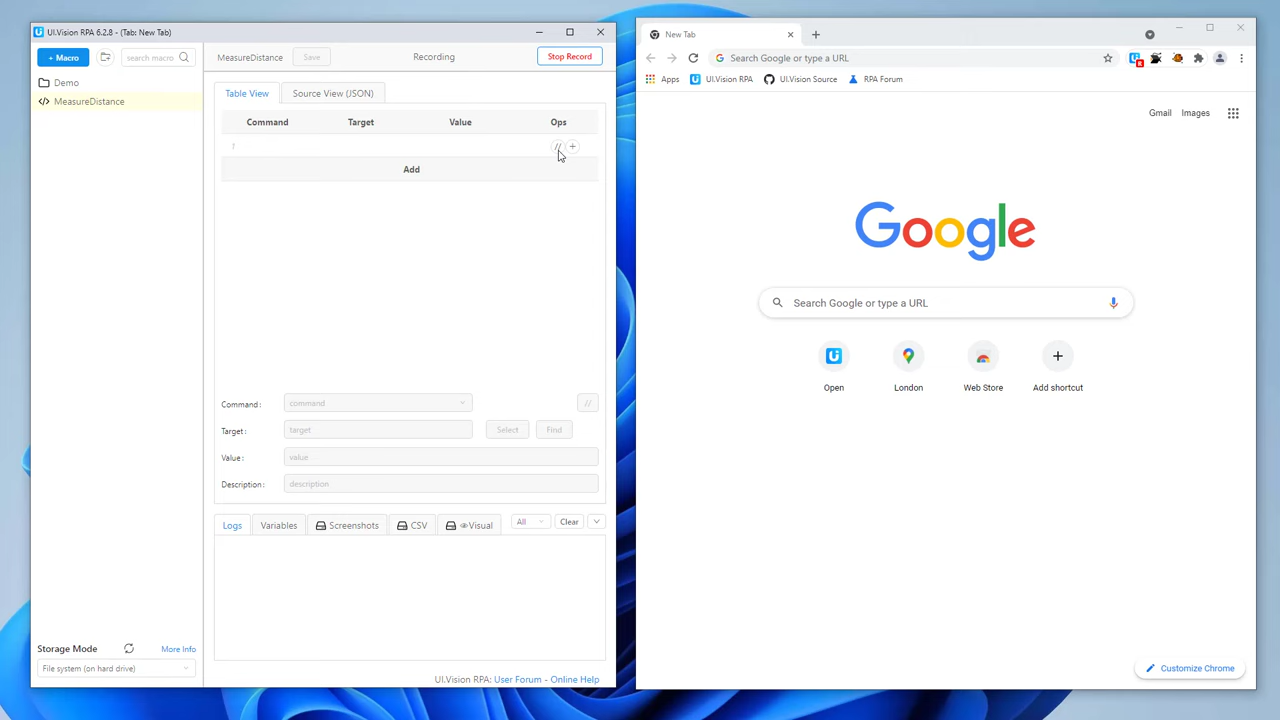 UI.Vision RPA 6.2.8 - (Tab: New Tab)
+ Macro
search macro
Demo
MeasureDistance
Storage Mode
More Info
File system (on hard drive)
MeasureDistance
Save
Recording
Stop Record
Table View
Source View (JSON)
Command Target Value Ops
// +
Add
Command: command
//
Target: target
Select
Find
Value: value
Description: description
Logs
Variables
Screenshots
CSV
Visual
All
Clear
UI.Vision RPA: User Forum - Online Help
New Tab
Search Google or type a URL
Apps
UI.Vision RPA
UI.Vision Source
RPA Forum
Gmail
Images
Google
Search Google or type a URL
Open
London
Web Store
Add shortcut
Customize Chrome